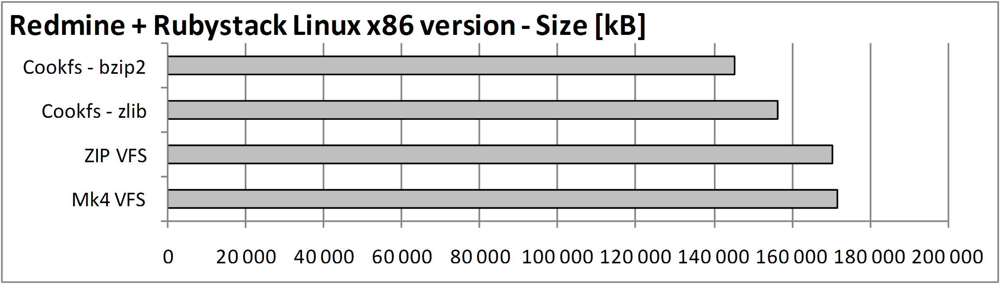 Redmine + Rubystack Linux x86 version - Size [kB]
Cookfs - bzip2
Cookfs - zlib
ZIP VFS
Mk4 VFS
0 20 000 40 000 60 000 80 000 100 000 120 000 140 000 160 000 180 000 200 000